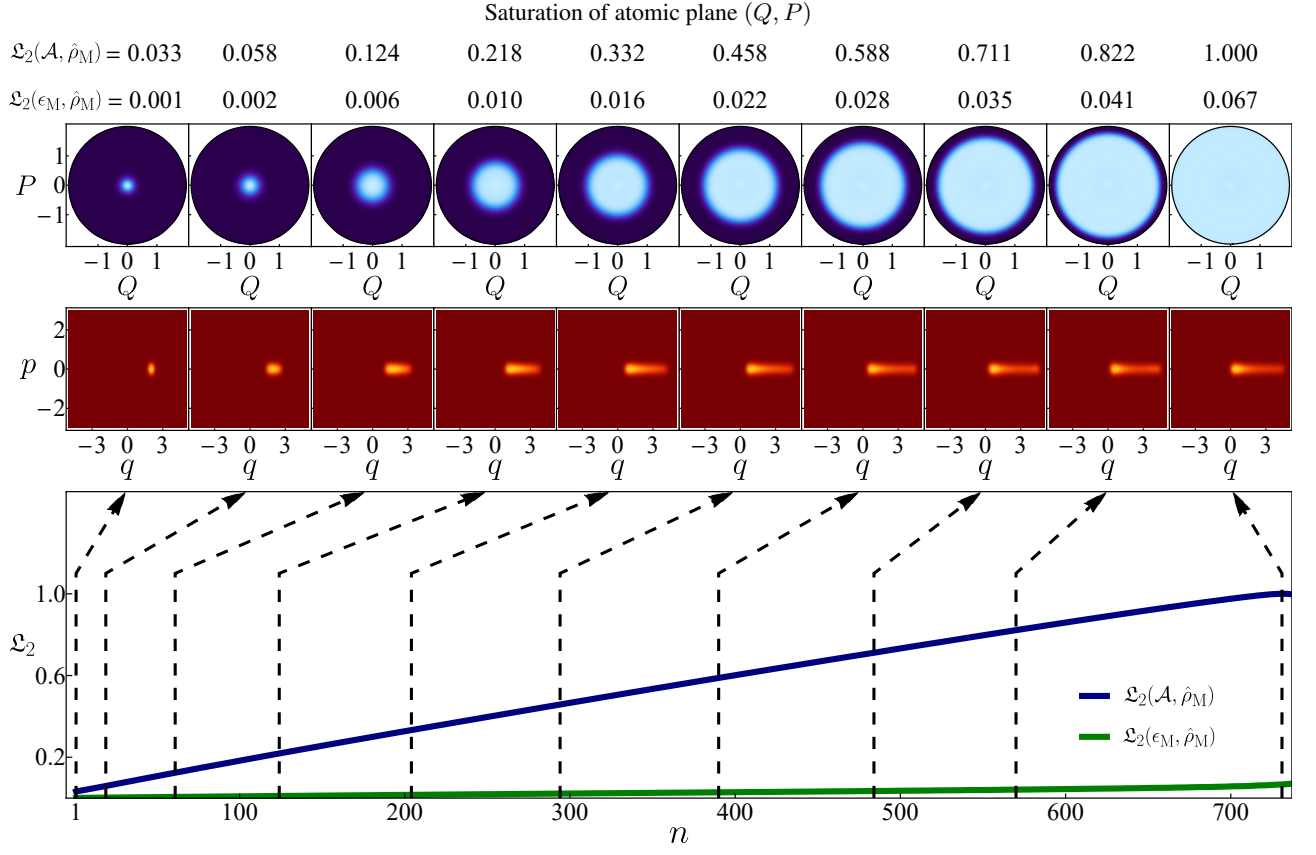 Saturation of atomic plane (Q, P)
𝔏₂(𝒜, ρ̂_M) = 0.033 0.058 0.124 0.218 0.332 0.458 0.588 0.711 0.822 1.000
𝔏₂(ϵ_M, ρ̂_M) = 0.001 0.002 0.006 0.010 0.016 0.022 0.028 0.035 0.041 0.067
1
P 0
−1
−1 0 1 −1 0 1 −1 0 1 −1 0 1 −1 0 1 −1 0 1 −1 0 1 −1 0 1 −1 0 1 −1 0 1
Q Q Q Q Q Q Q Q Q Q
2
p 0
−2
−3 0 3 −3 0 3 −3 0 3 −3 0 3 −3 0 3 −3 0 3 −3 0 3 −3 0 3 −3 0 3 −3 0 3
q q q q q q q q q q
1.0
𝔏₂
0.6
𝔏₂(𝒜, ρ̂_M)
𝔏₂(ϵ_M, ρ̂_M)
0.2
1 100 200 300 400 500 600 700
n